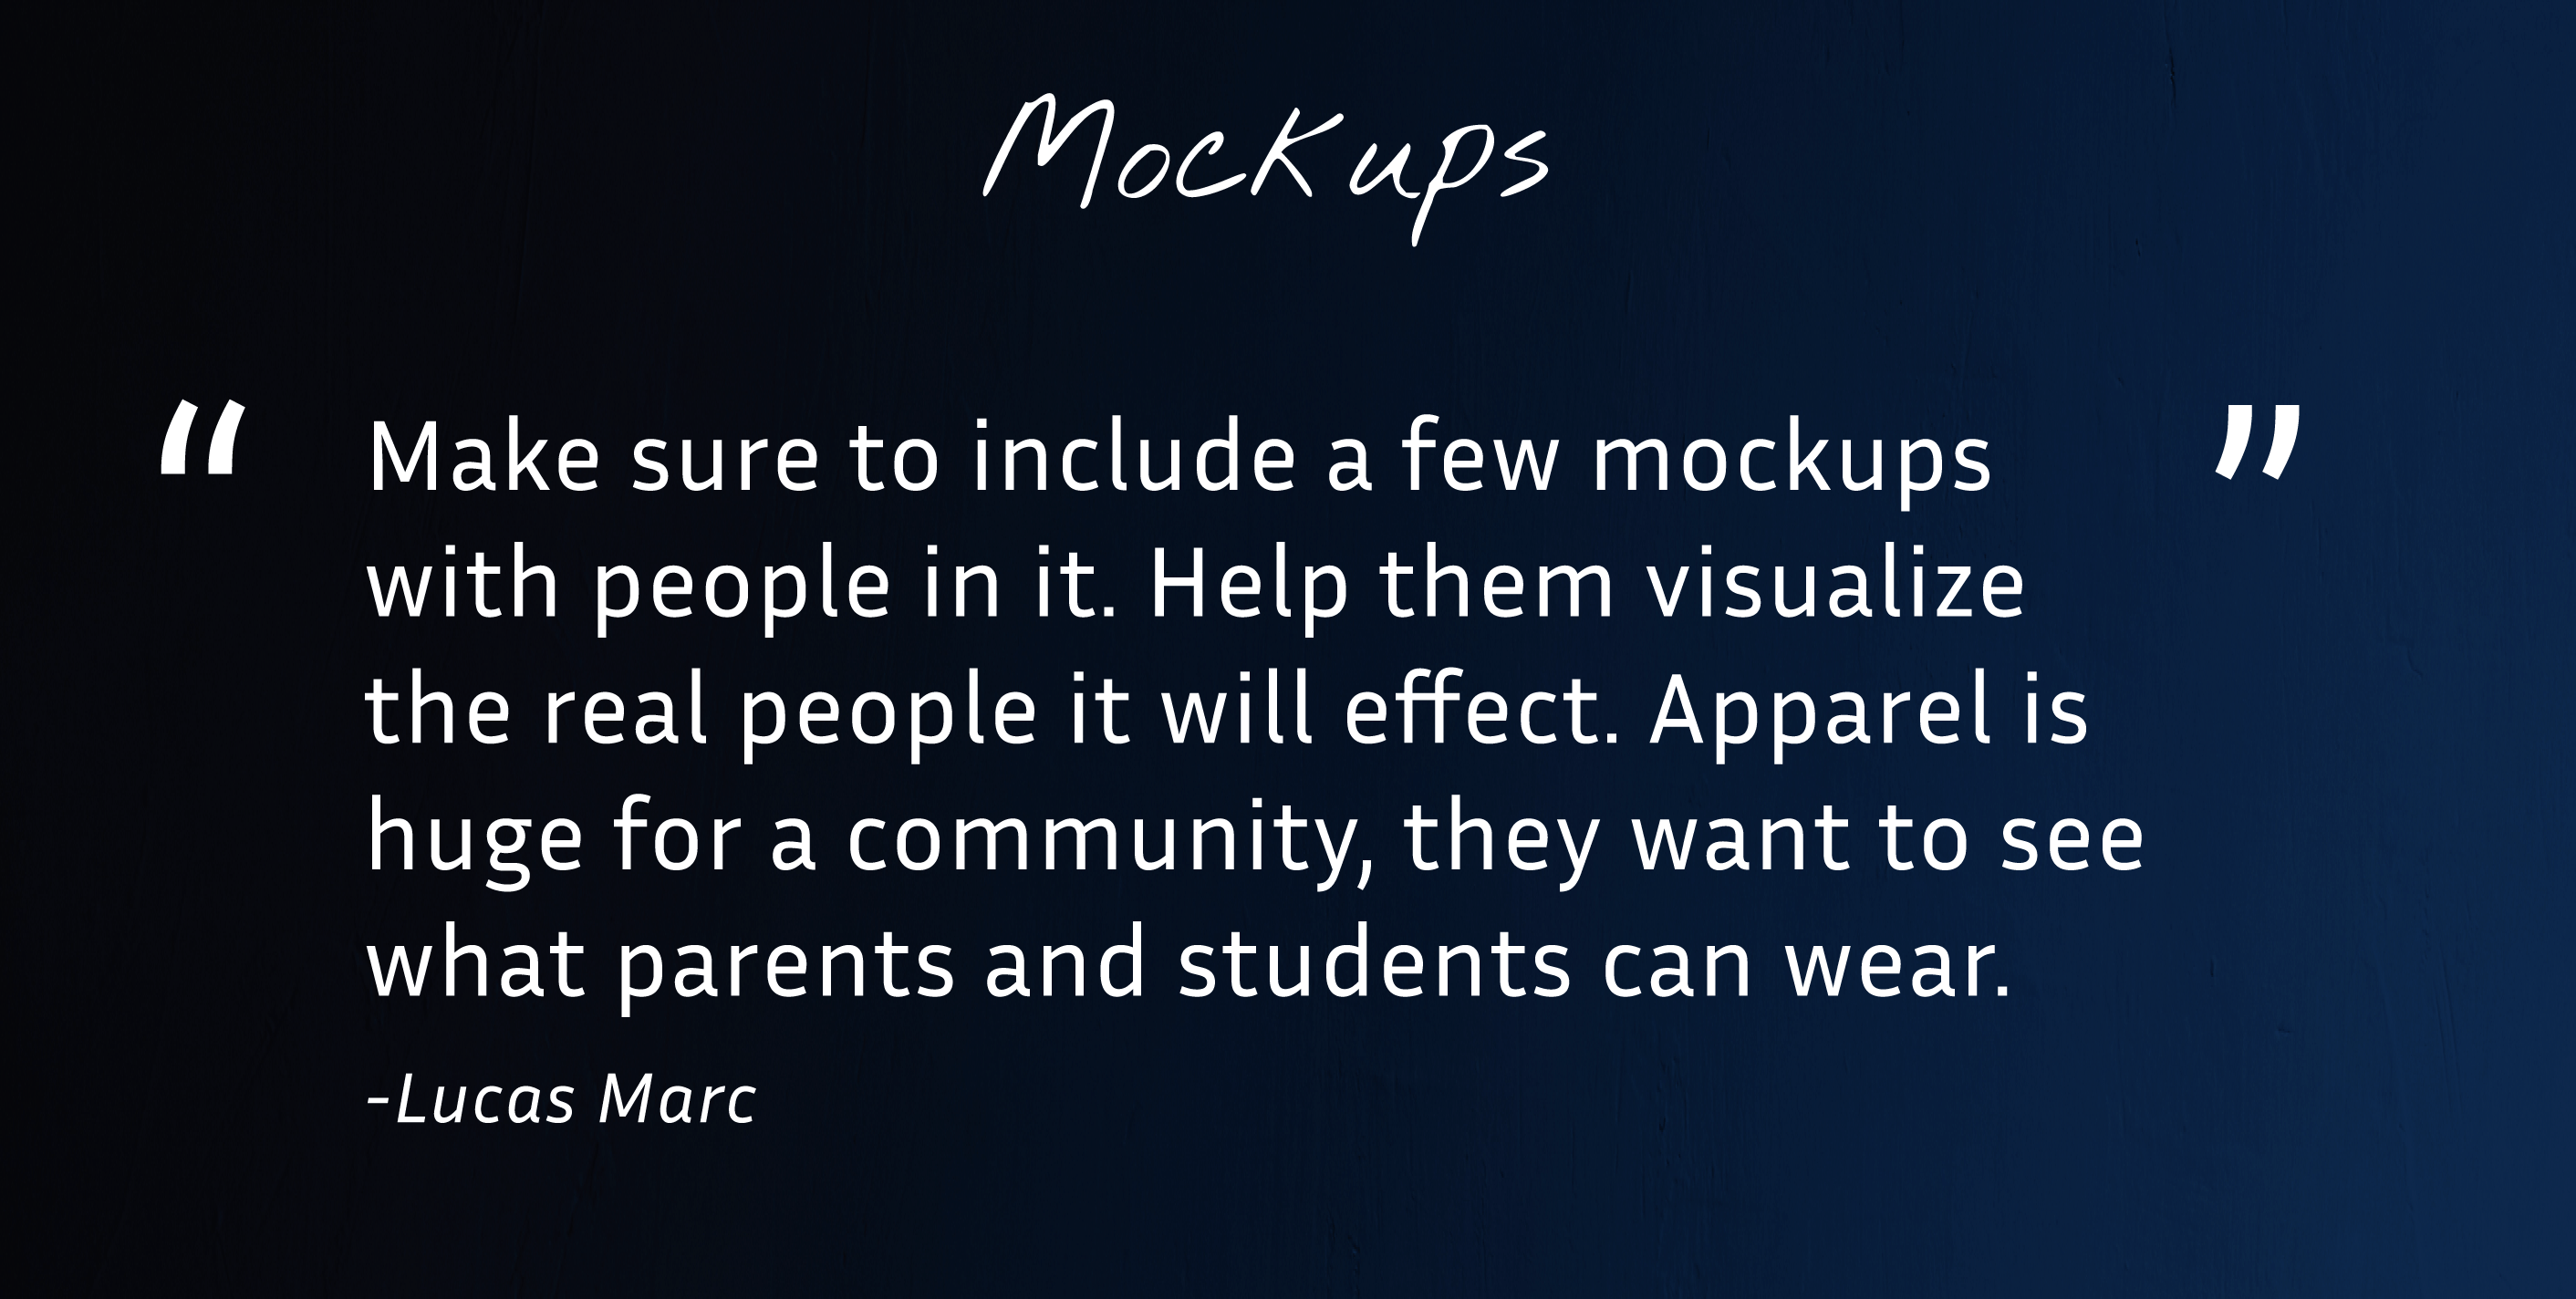 Mockups
“ Make sure to include a few mockups ”
with people in it. Help them visualize
the real people it will effect. Apparel is
huge for a community, they want to see
what parents and students can wear.
-Lucas Marc